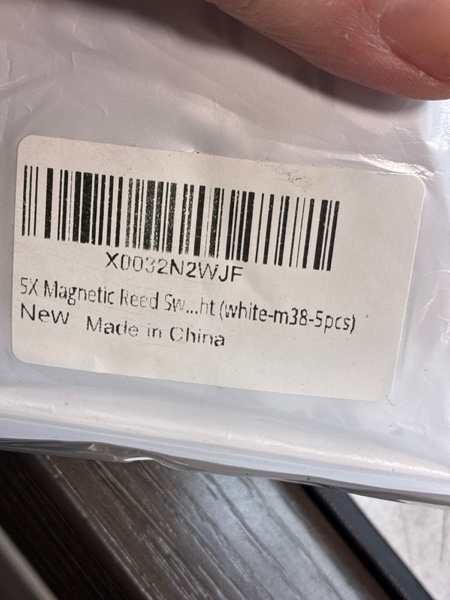 X0032N2WJF
5X Magnetic Reed Sw...ht (white-m38-5pcs)
New Made in China